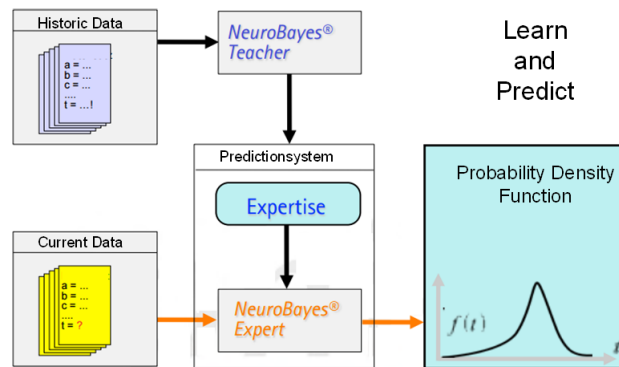 Historic Data
a = ...
b = ...
c = ...
....
t = ...!
NeuroBayes®
Teacher
Learn
and
Predict
Predictionsystem
Expertise
Probability Density
Function
Current Data
a = ...
b = ...
c = ...
....
t = ?
NeuroBayes®
Expert
f(t)
t